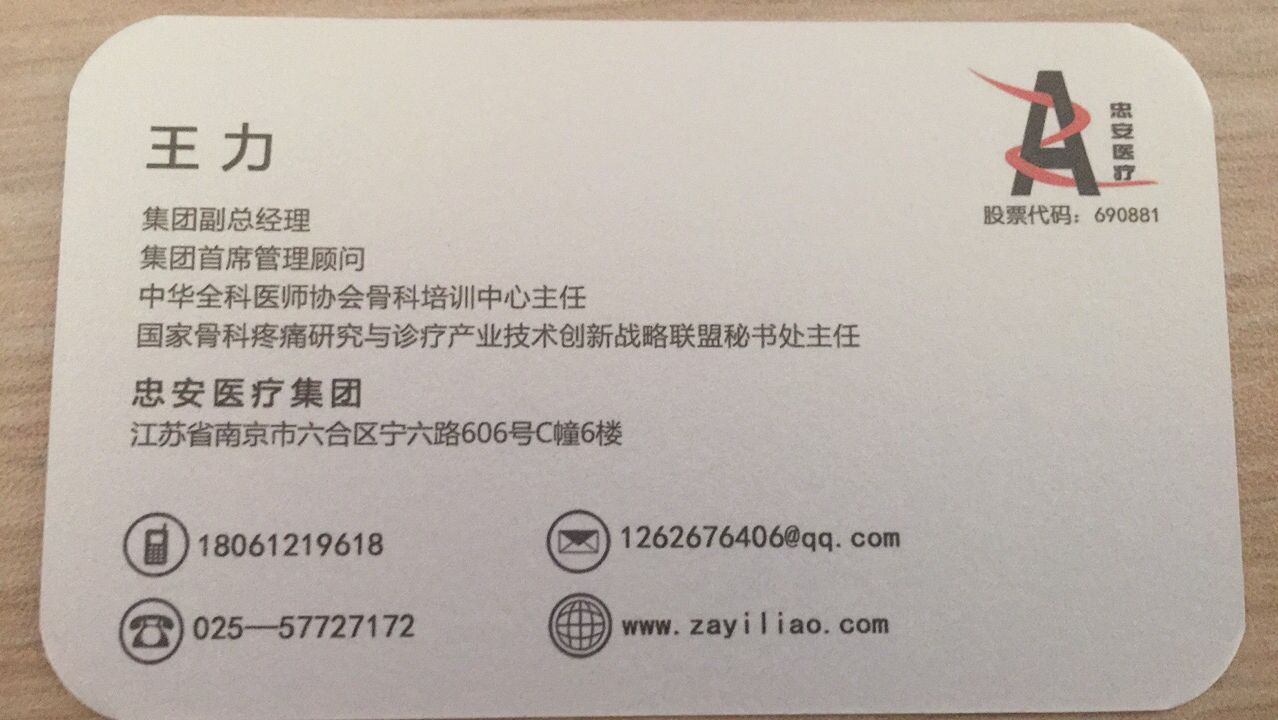 王力
忠安医疗
股票代码：690881
集团副总经理
集团首席管理顾问
中华全科医师协会骨科培训中心主任
国家骨科疼痛研究与诊疗产业技术创新战略联盟秘书处主任
忠安医疗集团
江苏省南京市六合区宁六路606号C幢6楼
18061219618
1262676406@qq.com
025—57727172
www.zayiliao.com